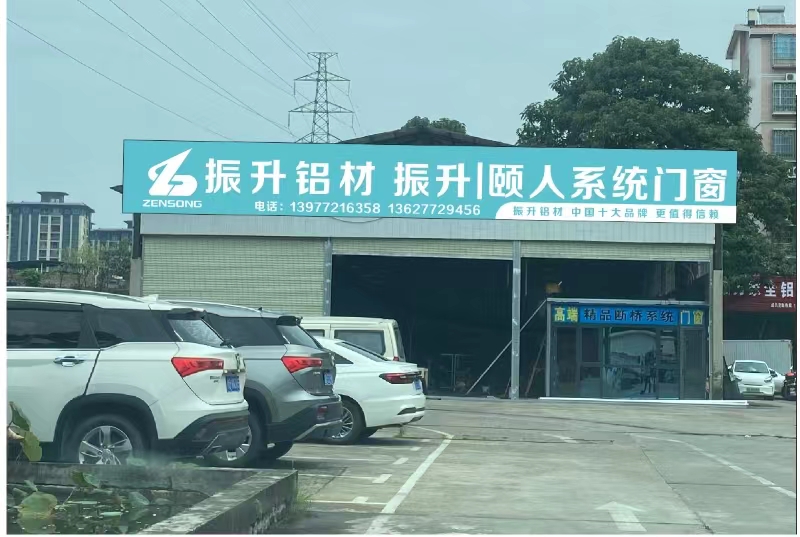 振升铝材 振升|颐人系统门窗
ZENSONG
电话：13977216358 13627729456
振升铝材 中国十大品牌 更值得信赖
高端 精品断桥系统 门窗
全铝